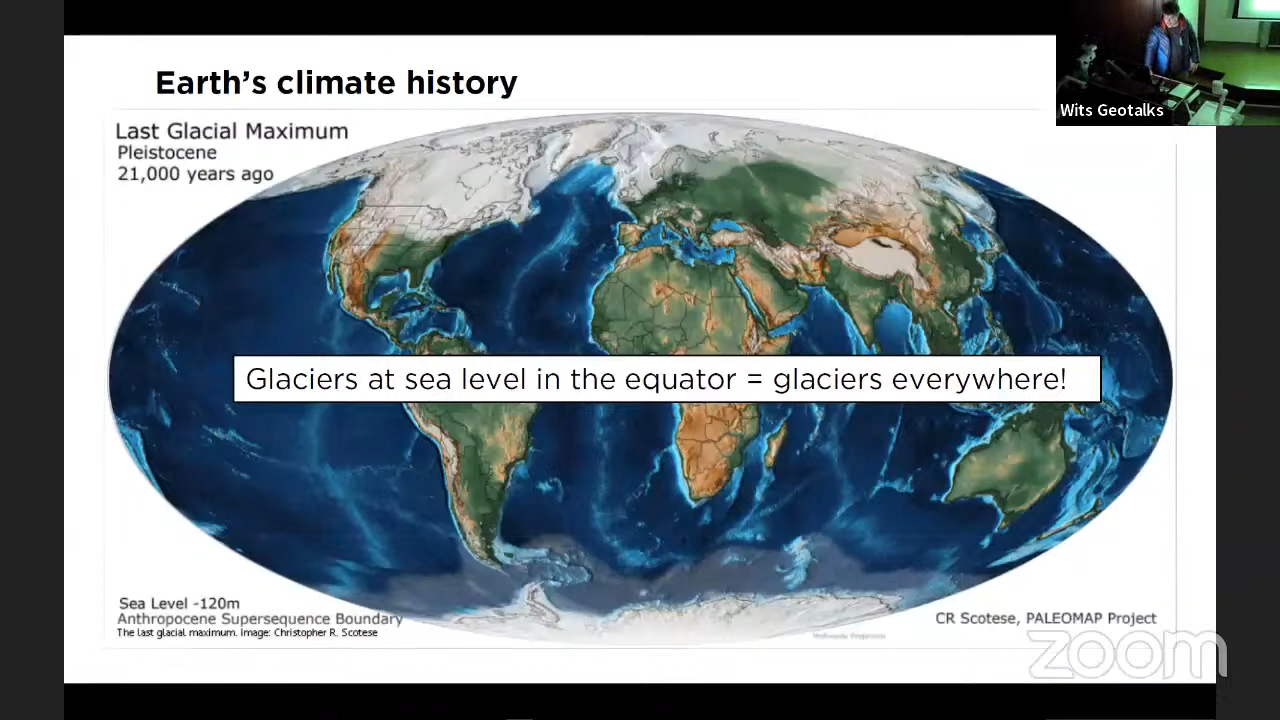 Earth’s climate history
Wits Geotalks
Last Glacial Maximum
Pleistocene
21,000 years ago
Glaciers at sea level in the equator = glaciers everywhere!
Sea Level -120m
Anthropocene Supersequence Boundary
The last glacial maximum. Image: Christopher R. Scotese
CR Scotese, PALEOMAP Project
Mollweide Projection
zoom